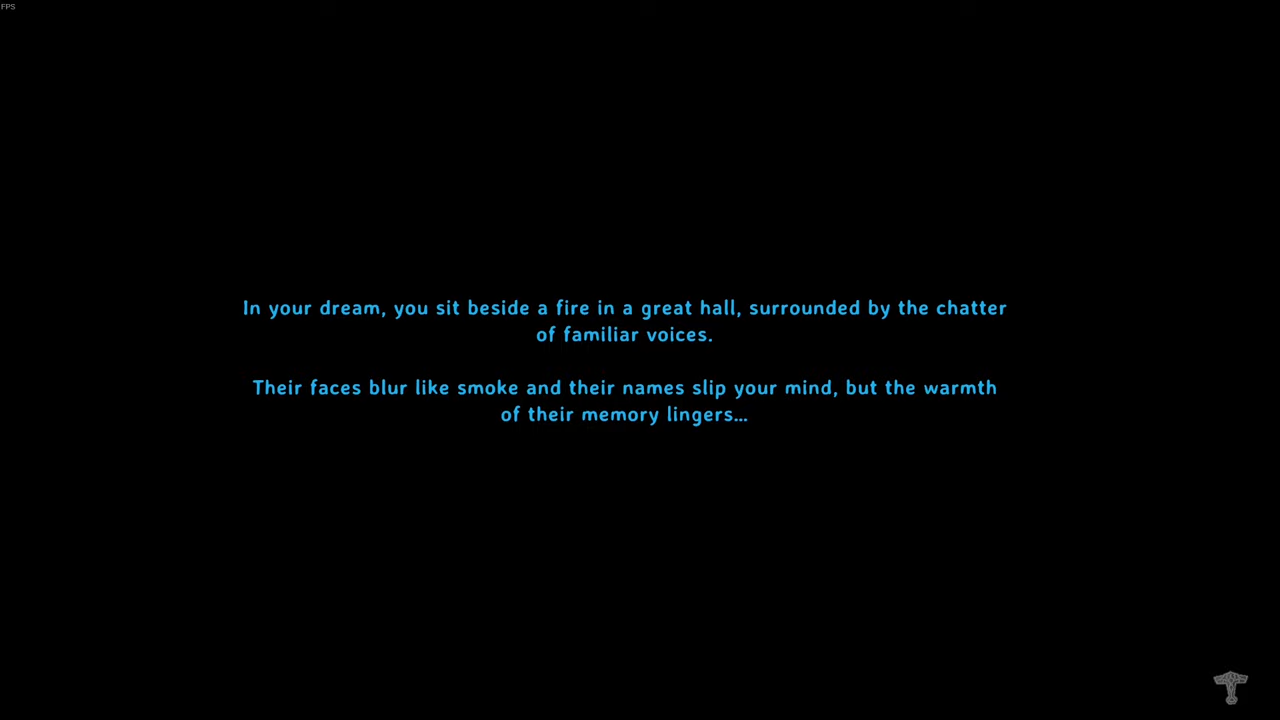 FPS
In your dream, you sit beside a fire in a great hall, surrounded by the chatter
of familiar voices.
Their faces blur like smoke and their names slip your mind, but the warmth
of their memory lingers...